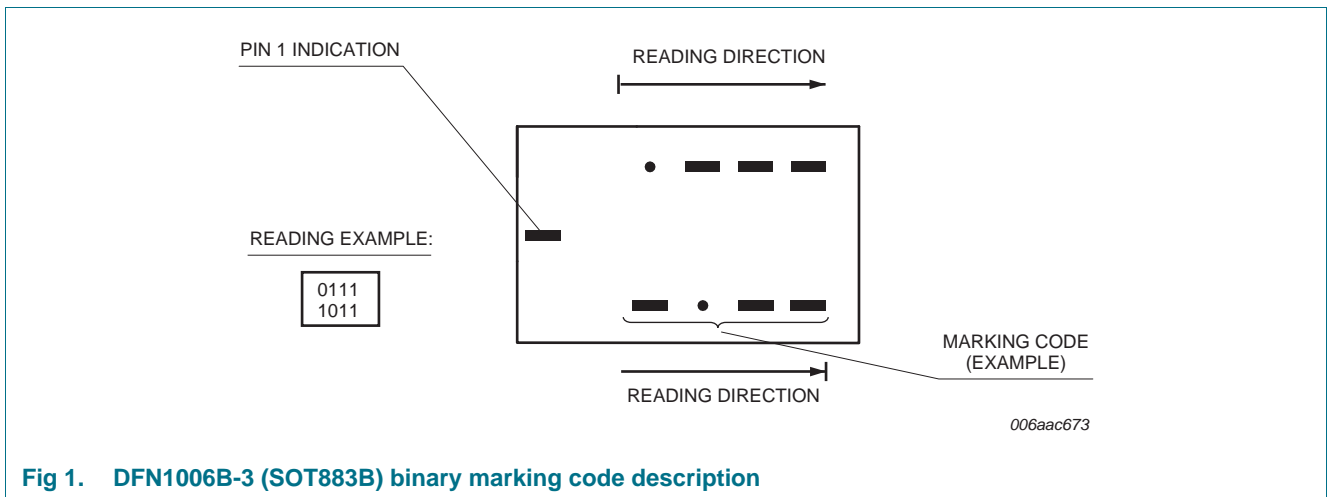 PIN 1 INDICATION
READING DIRECTION
READING EXAMPLE:
0111
1011
MARKING CODE
(EXAMPLE)
READING DIRECTION
006aac673
Fig 1. DFN1006B-3 (SOT883B) binary marking code description